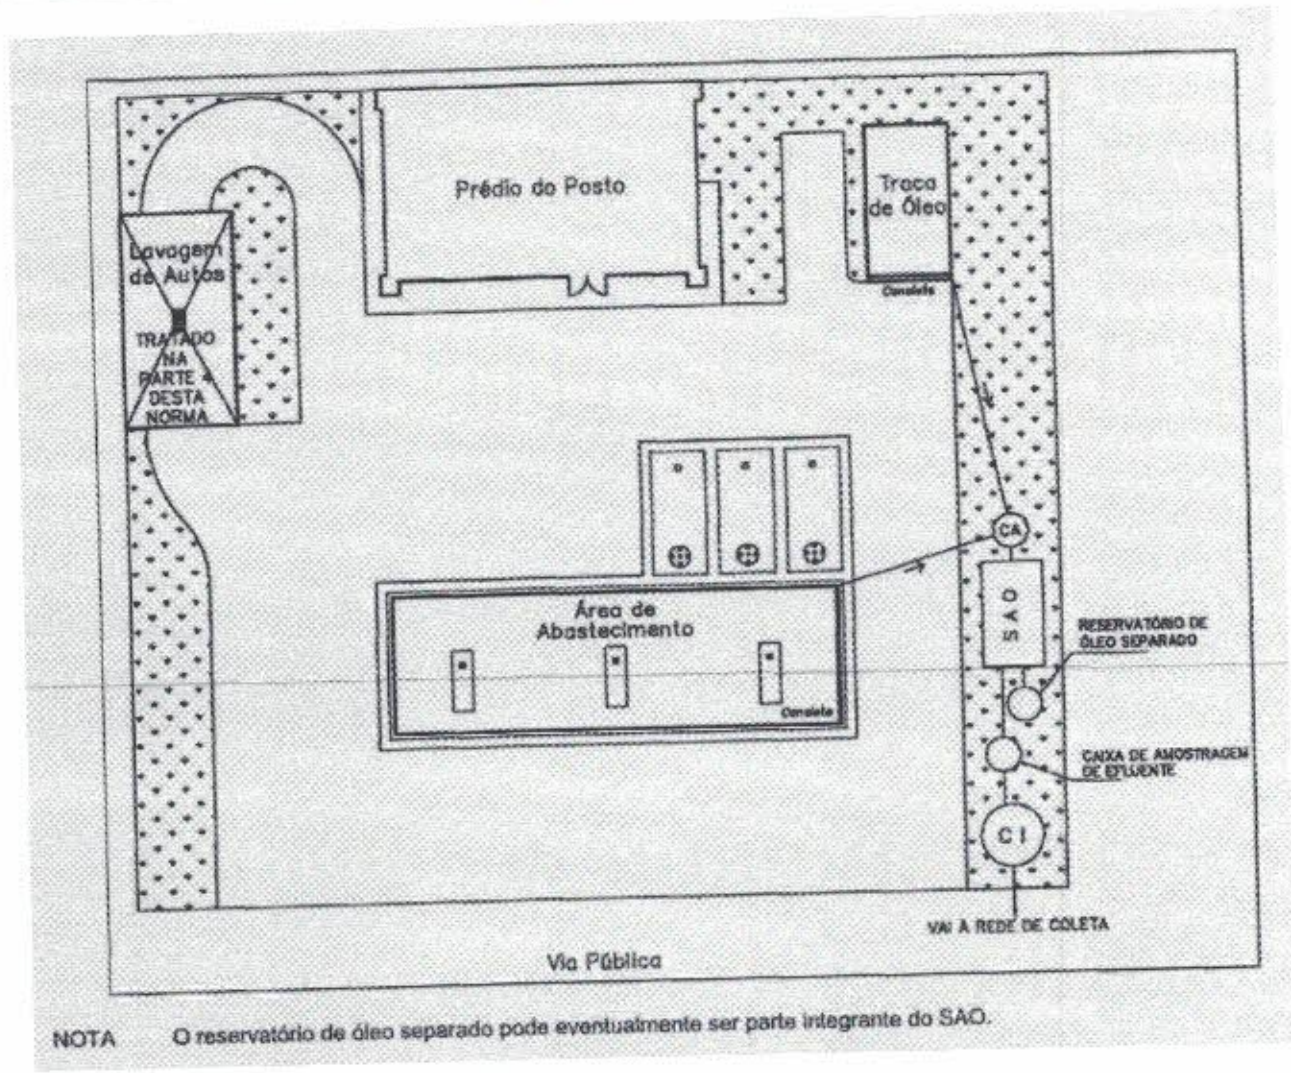 Prédio do Posto
Troca
de Óleo
Canaleta
Lavagem
de Autos
TRATADO
NA
PARTE 4
DESTA
NORMA
CA
SAO
Área de
Abastecimento
Canaleta
RESERVATÓRIO DE
ÓLEO SEPARADO
CAIXA DE AMOSTRAGEM
DE EFLUENTE
CI
VAI À REDE DE COLETA
Via Pública
NOTA O reservatório de óleo separado pode eventualmente ser parte integrante do SAO.